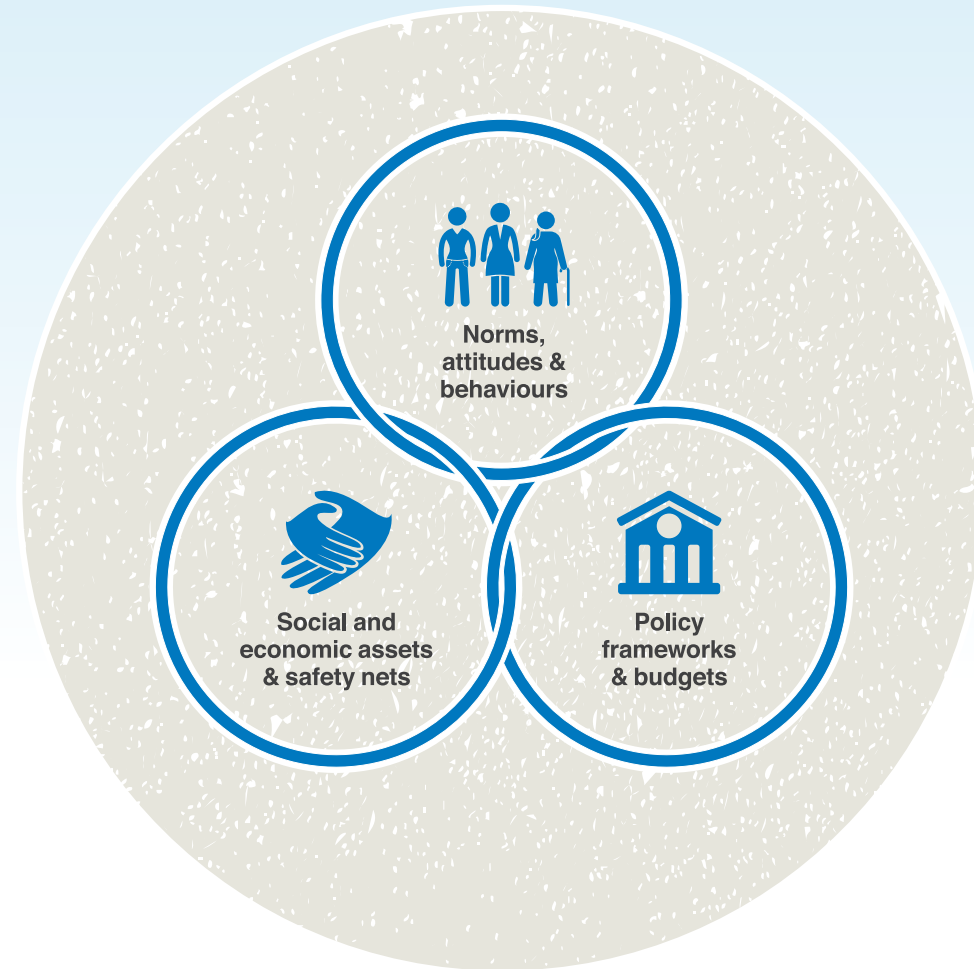 Norms,
attitudes &
behaviours
Social and
economic assets
& safety nets
Policy
frameworks
& budgets